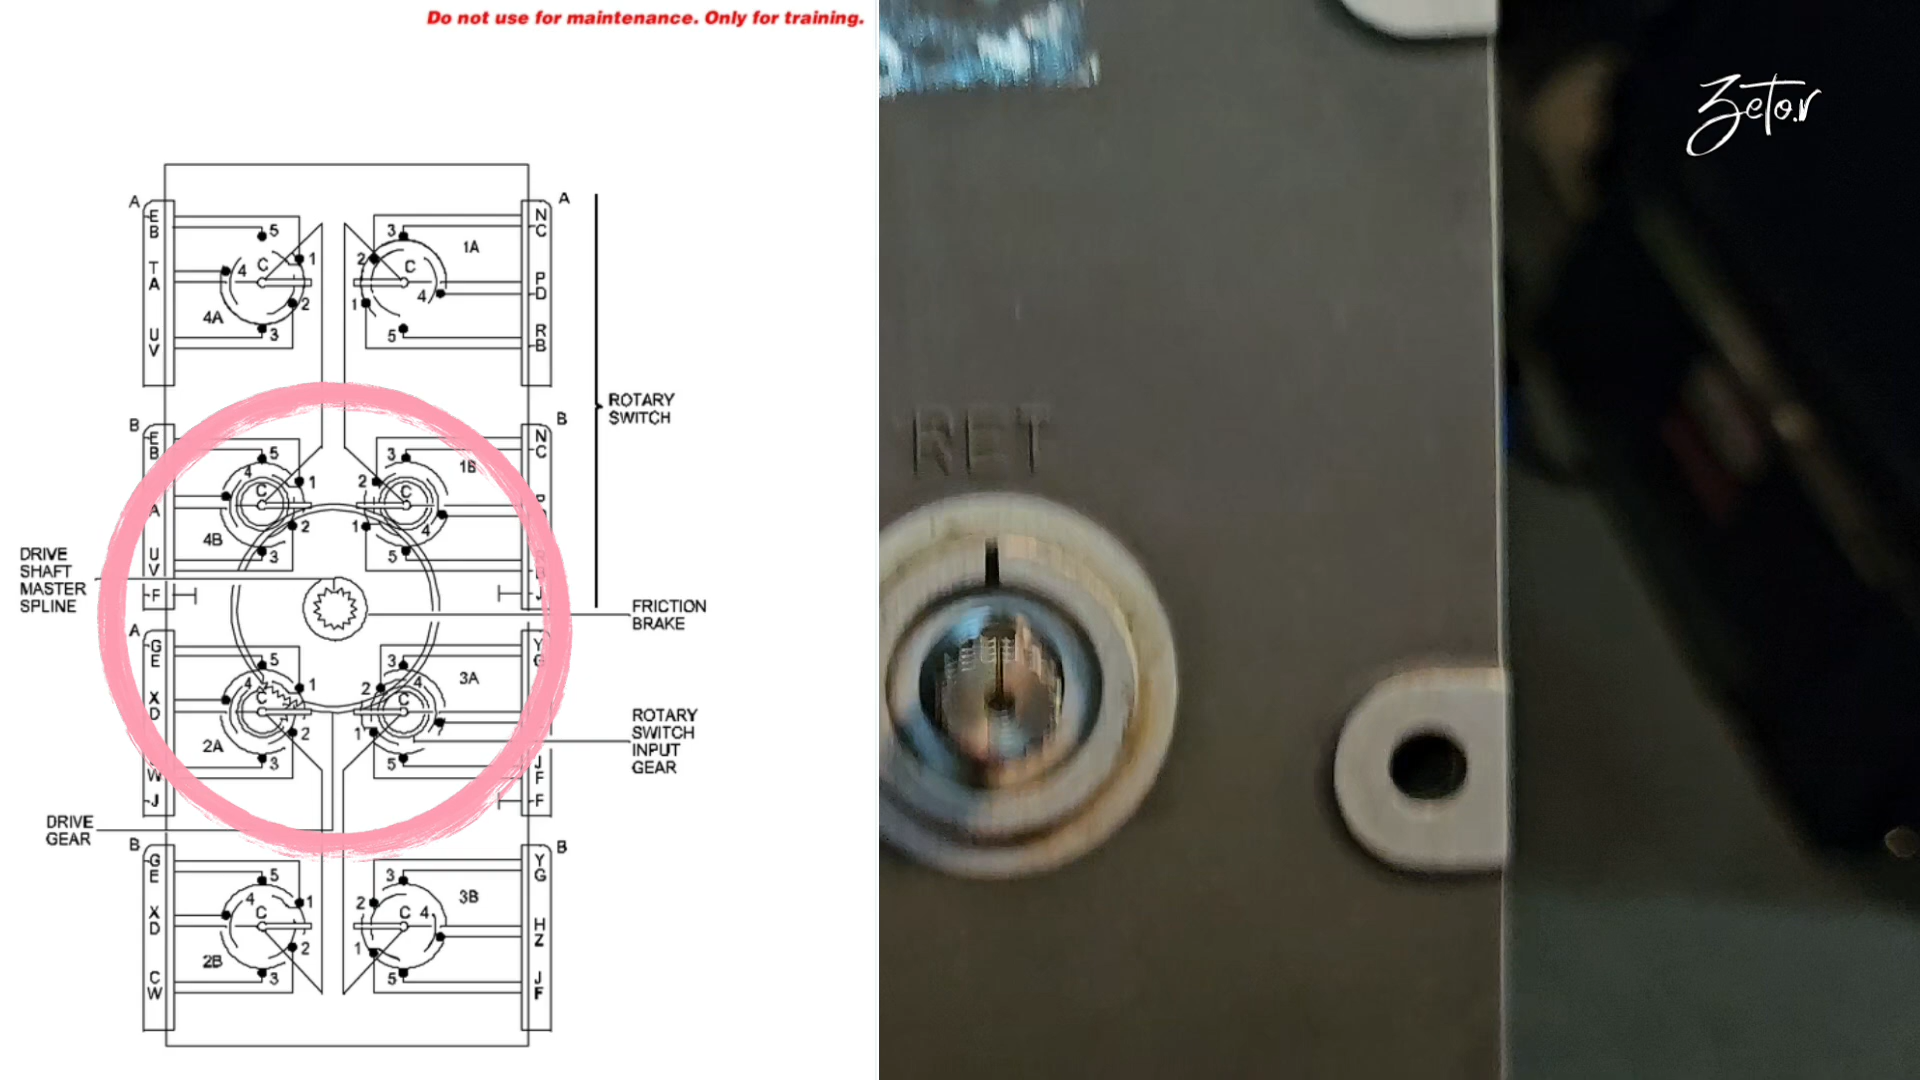 Do not use for maintenance. Only for training.
Zeto.v
A
A
E
B
T
A
U
V
5
4
C
1
2
3
4A
3
2
C
1
4
5
1A
N
C
P
D
R
B
ROTARY
SWITCH
B
B
E
B
A
U
V
F
5
4
C
1
2
3
4B
3
2
C
1
4
5
1B
N
C
J
DRIVE
SHAFT
MASTER
SPLINE
FRICTION
BRAKE
A
G
E
X
D
W
J
5
4
C
1
2
3
2A
3
2
4
C
1
5
3A
Y
G
J
F
F
ROTARY
SWITCH
INPUT
GEAR
DRIVE
GEAR
B
B
G
E
X
D
C
W
5
4
C
1
2
3
2B
3
2
C
4
1
5
3B
Y
G
H
Z
J
F
RET